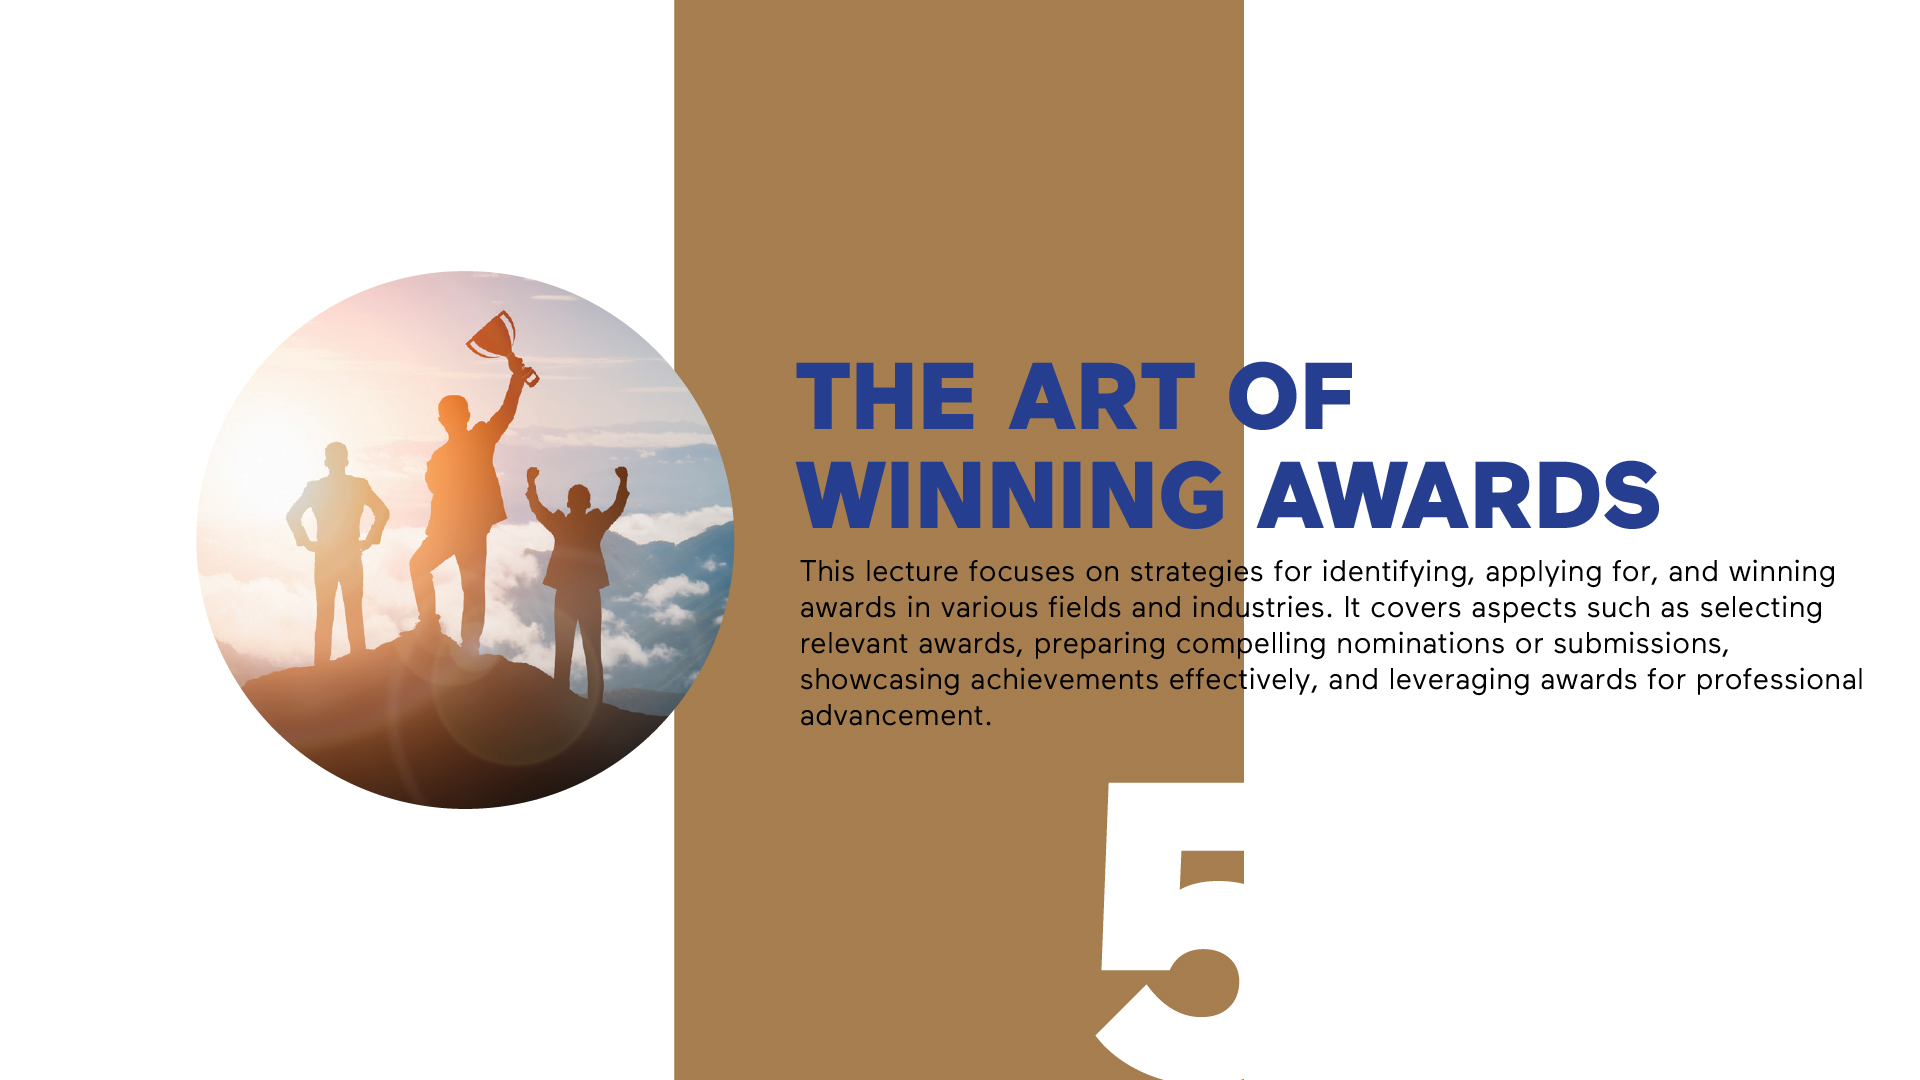 THE ART OF
WINNING AWARDS
This lecture focuses on strategies for identifying, applying for, and winning
awards in various fields and industries. It covers aspects such as selecting
relevant awards, preparing compelling nominations or submissions,
showcasing achievements effectively, and leveraging awards for professional
advancement.
5